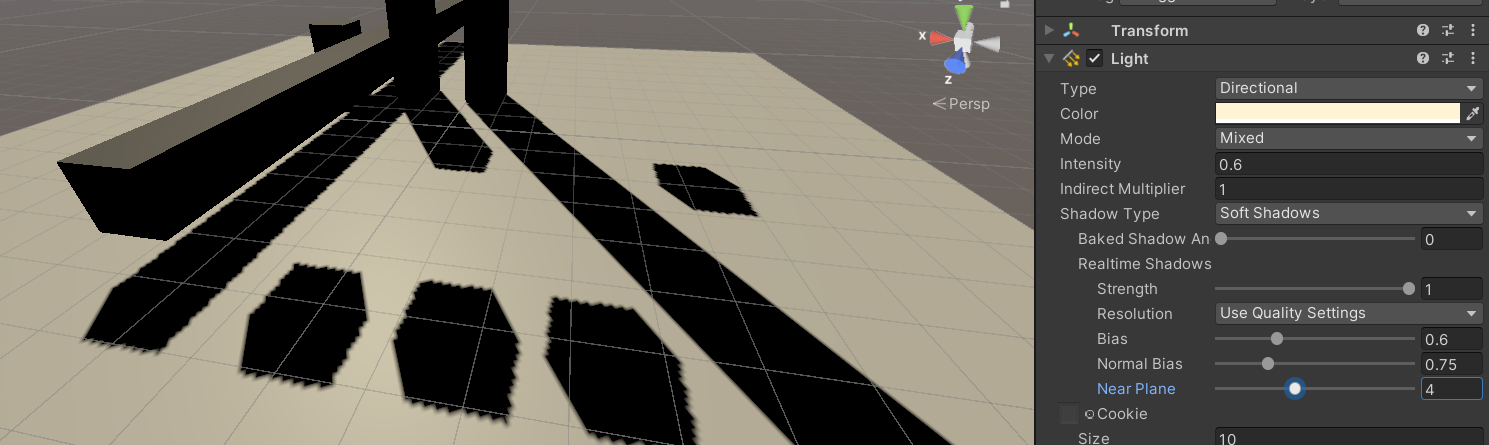 x
z
Persp
Transform
Light
Type Directional
Color
Mode Mixed
Intensity 0.6
Indirect Multiplier 1
Shadow Type Soft Shadows
Baked Shadow An 0
Realtime Shadows
Strength 1
Resolution Use Quality Settings
Bias 0.6
Normal Bias 0.75
Near Plane 4
Cookie
Size 10